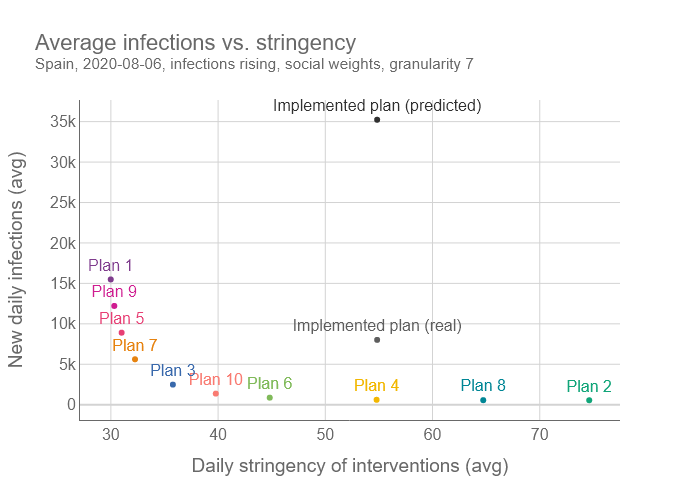 Average infections vs. stringency
Spain, 2020-08-06, infections rising, social weights, granularity 7
Implemented plan (predicted)
35k
30k
25k
20k
Plan 1
15k
Plan 9
Plan 5
10k
Implemented plan (real)
Plan 7
5k
Plan 3
Plan 10
Plan 6
Plan 4
Plan 8
Plan 2
0
30
40
50
60
70
New daily infections (avg)
Daily stringency of interventions (avg)